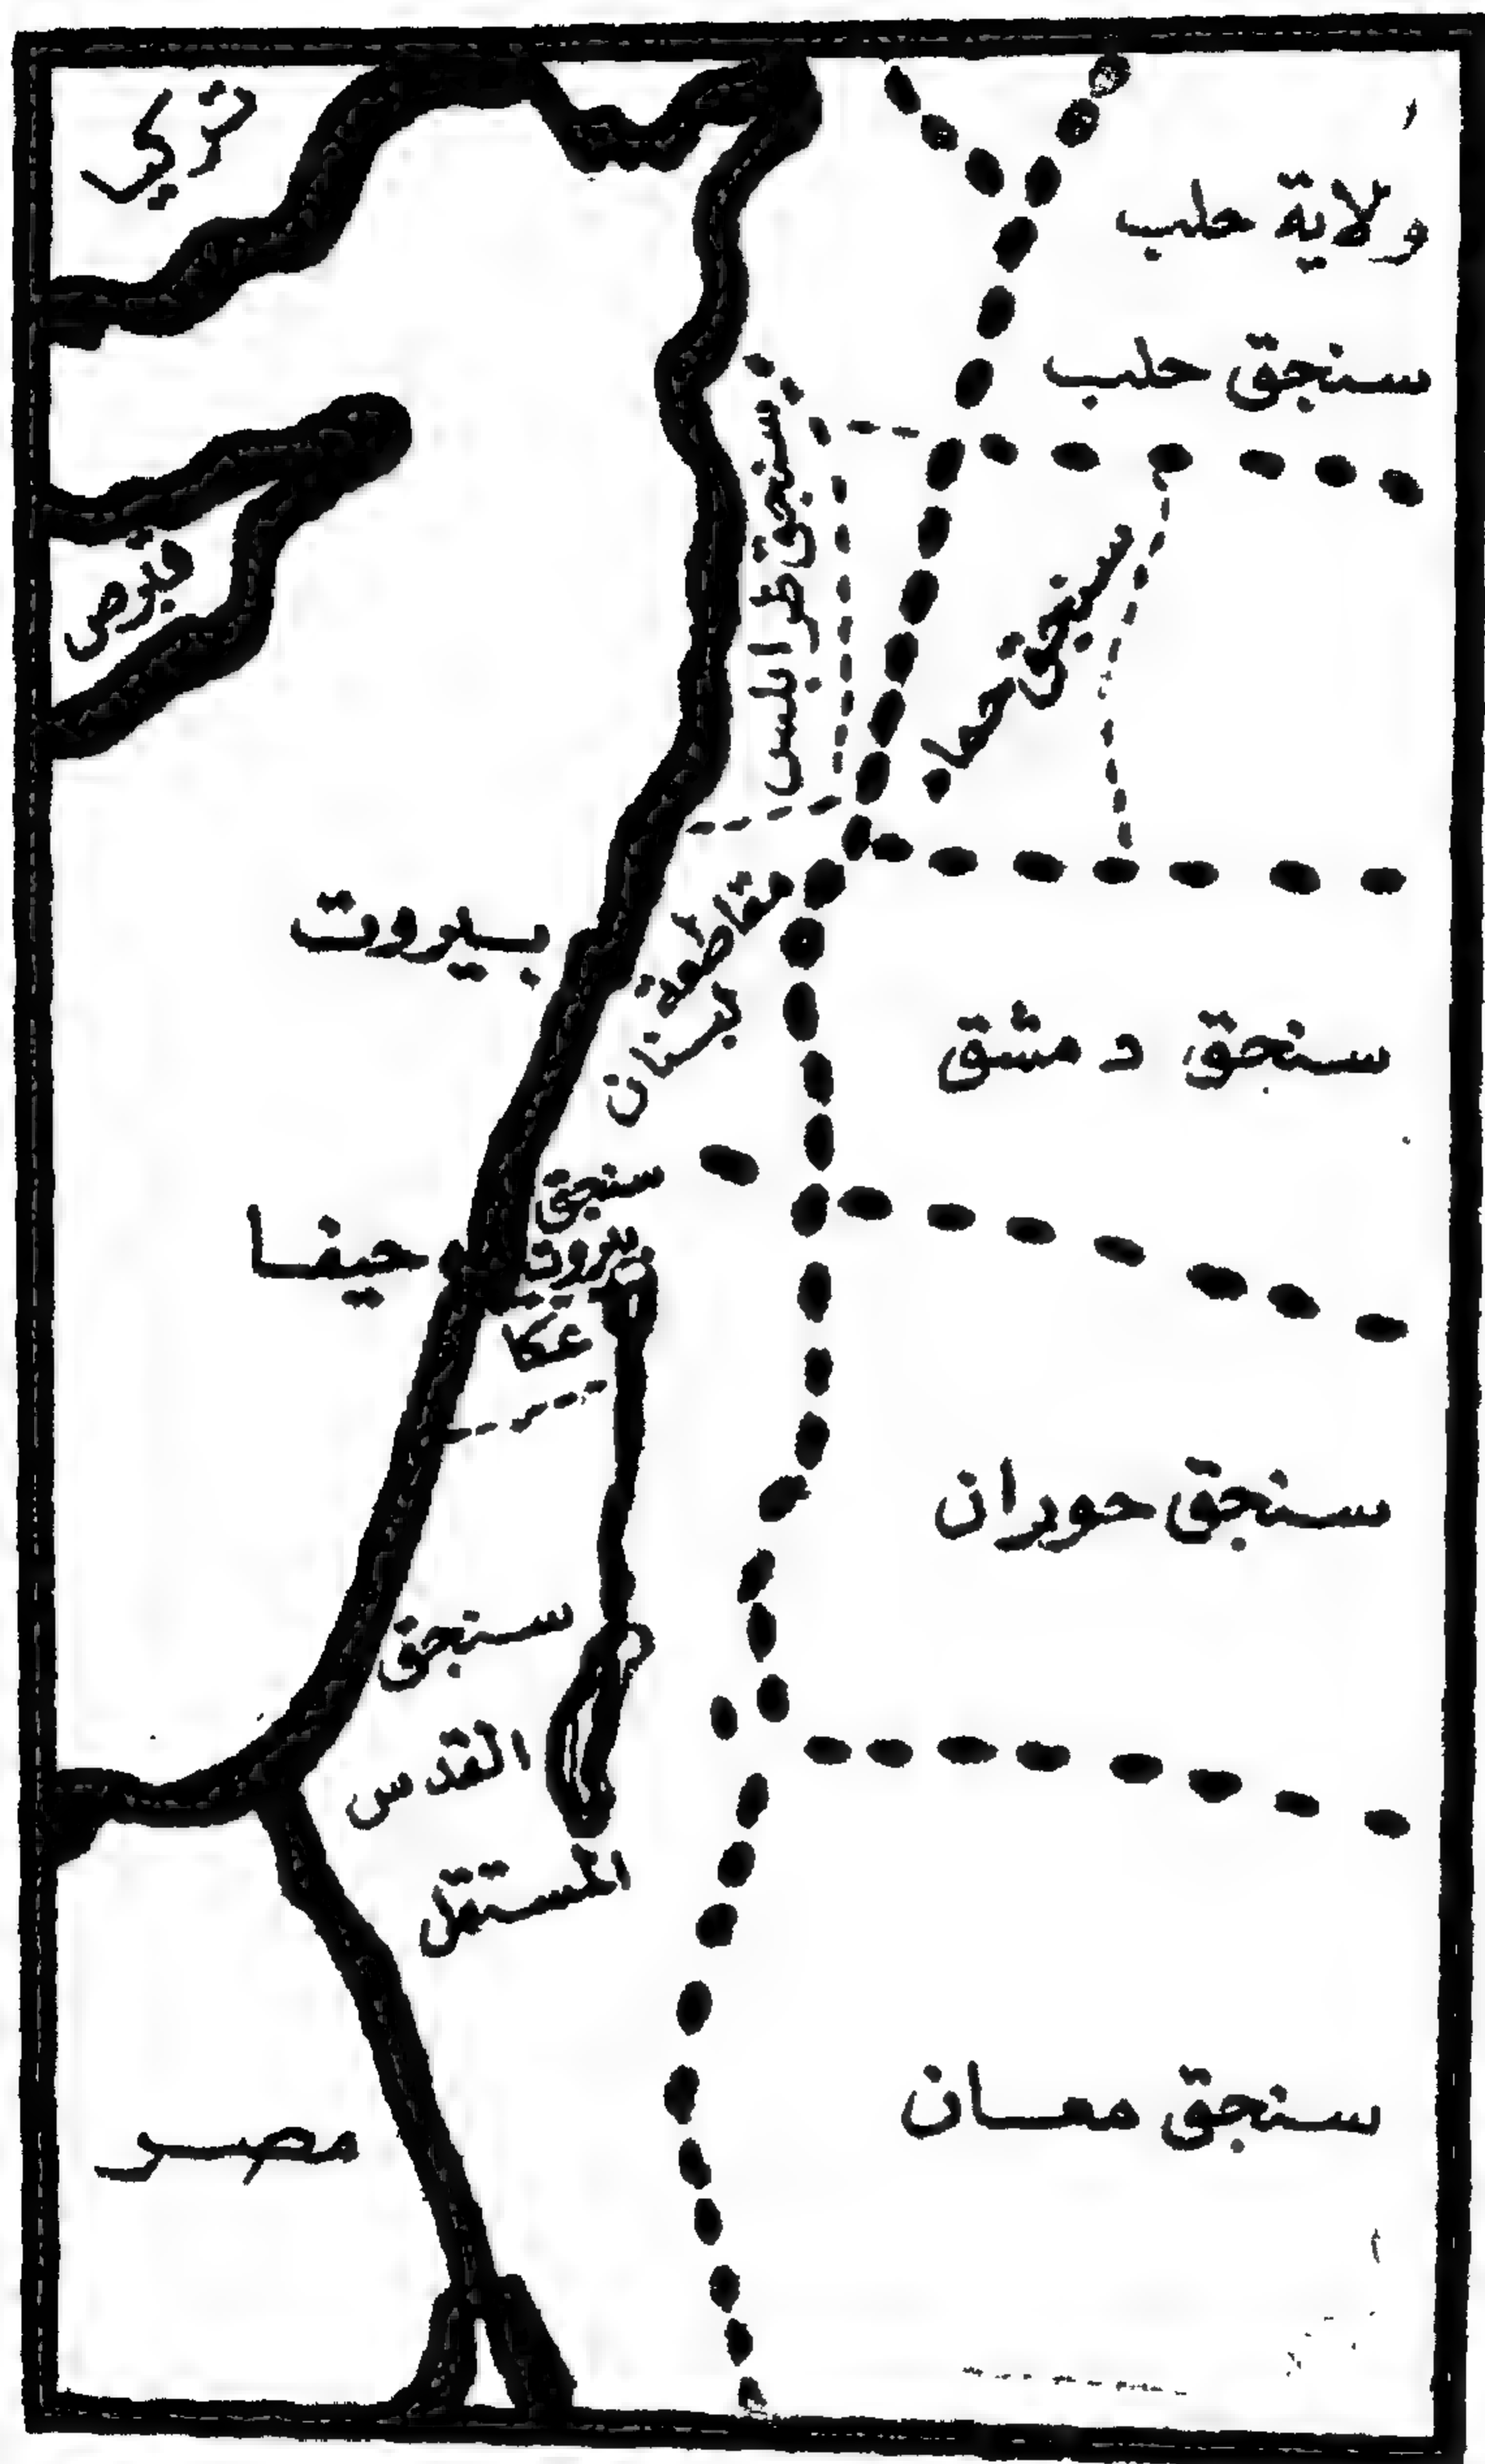 تركيا
ولاية حلب
سنجق حلب
قبرص
سنجق طرابلس
سنجق حماه
بيروت
مقاطعة
لبنان
سنجق دمشق
سنجق
بيروت
حيفا
عكا
سنجق حوران
سنجق
القدس
المستقل
سنجق معان
مصر